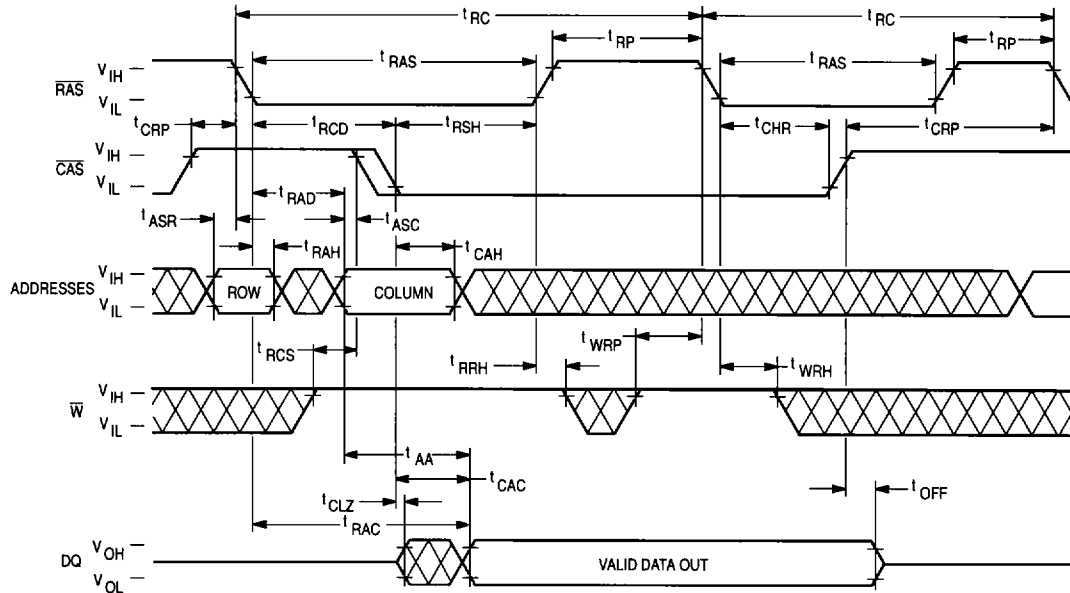 tRC tRC
tRP tRP
VIH tRAS tRAS
RAS
VIL
tCRP tRCD tRSH tCHR tCRP
VIH
CAS
VIL
tRAD
tASR tASC
tRAH tCAH
VIH
ADDRESSES ROW COLUMN
VIL
tRCS tRRH tWRP tWRH
VIH
W
VIL
tAA
tCAC
tCLZ tOFF
tRAC
VOH
DQ VALID DATA OUT
VOL